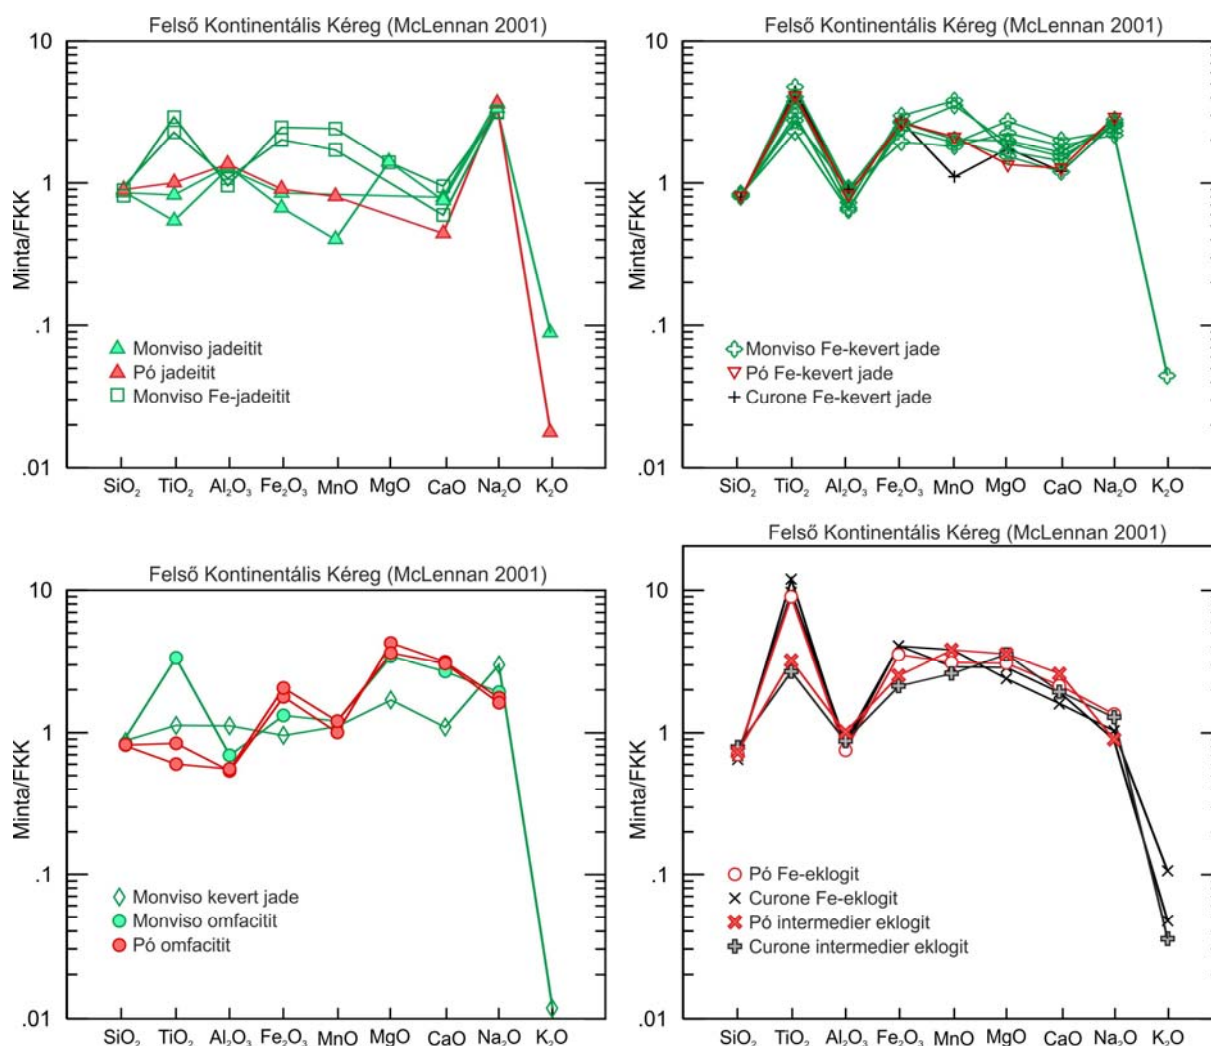 Felső Kontinentális Kéreg (McLennan 2001)
10
1
.1
.01
Minta/FKK
Monviso jadeitit
Pó jadeitit
Monviso Fe-jadeitit
SiO₂ TiO₂ Al₂O₃ Fe₂O₃ MnO MgO CaO Na₂O K₂O
Felső Kontinentális Kéreg (McLennan 2001)
10
1
.1
.01
Minta/FKK
Monviso Fe-kevert jade
Pó Fe-kevert jade
Curone Fe-kevert jade
SiO₂ TiO₂ Al₂O₃ Fe₂O₃ MnO MgO CaO Na₂O K₂O
Felső Kontinentális Kéreg (McLennan 2001)
10
1
.1
.01
Minta/FKK
Monviso kevert jade
Monviso omfacitit
Pó omfacitit
SiO₂ TiO₂ Al₂O₃ Fe₂O₃ MnO MgO CaO Na₂O K₂O
Felső Kontinentális Kéreg (McLennan 2001)
10
1
.1
.01
Minta/FKK
Pó Fe-eklogit
Curone Fe-eklogit
Pó intermedier eklogit
Curone intermedier eklogit
SiO₂ TiO₂ Al₂O₃ Fe₂O₃ MnO MgO CaO Na₂O K₂O